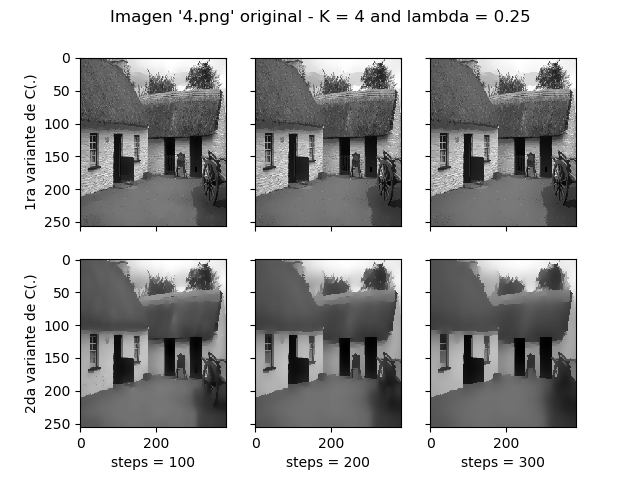 Imagen '4.png' original - K = 4 and lambda = 0.25
1ra variante de C(.)
0
50
100
150
200
250
2da variante de C(.)
0
50
100
150
200
250
0 200
0 200
0 200
steps = 100
steps = 200
steps = 300